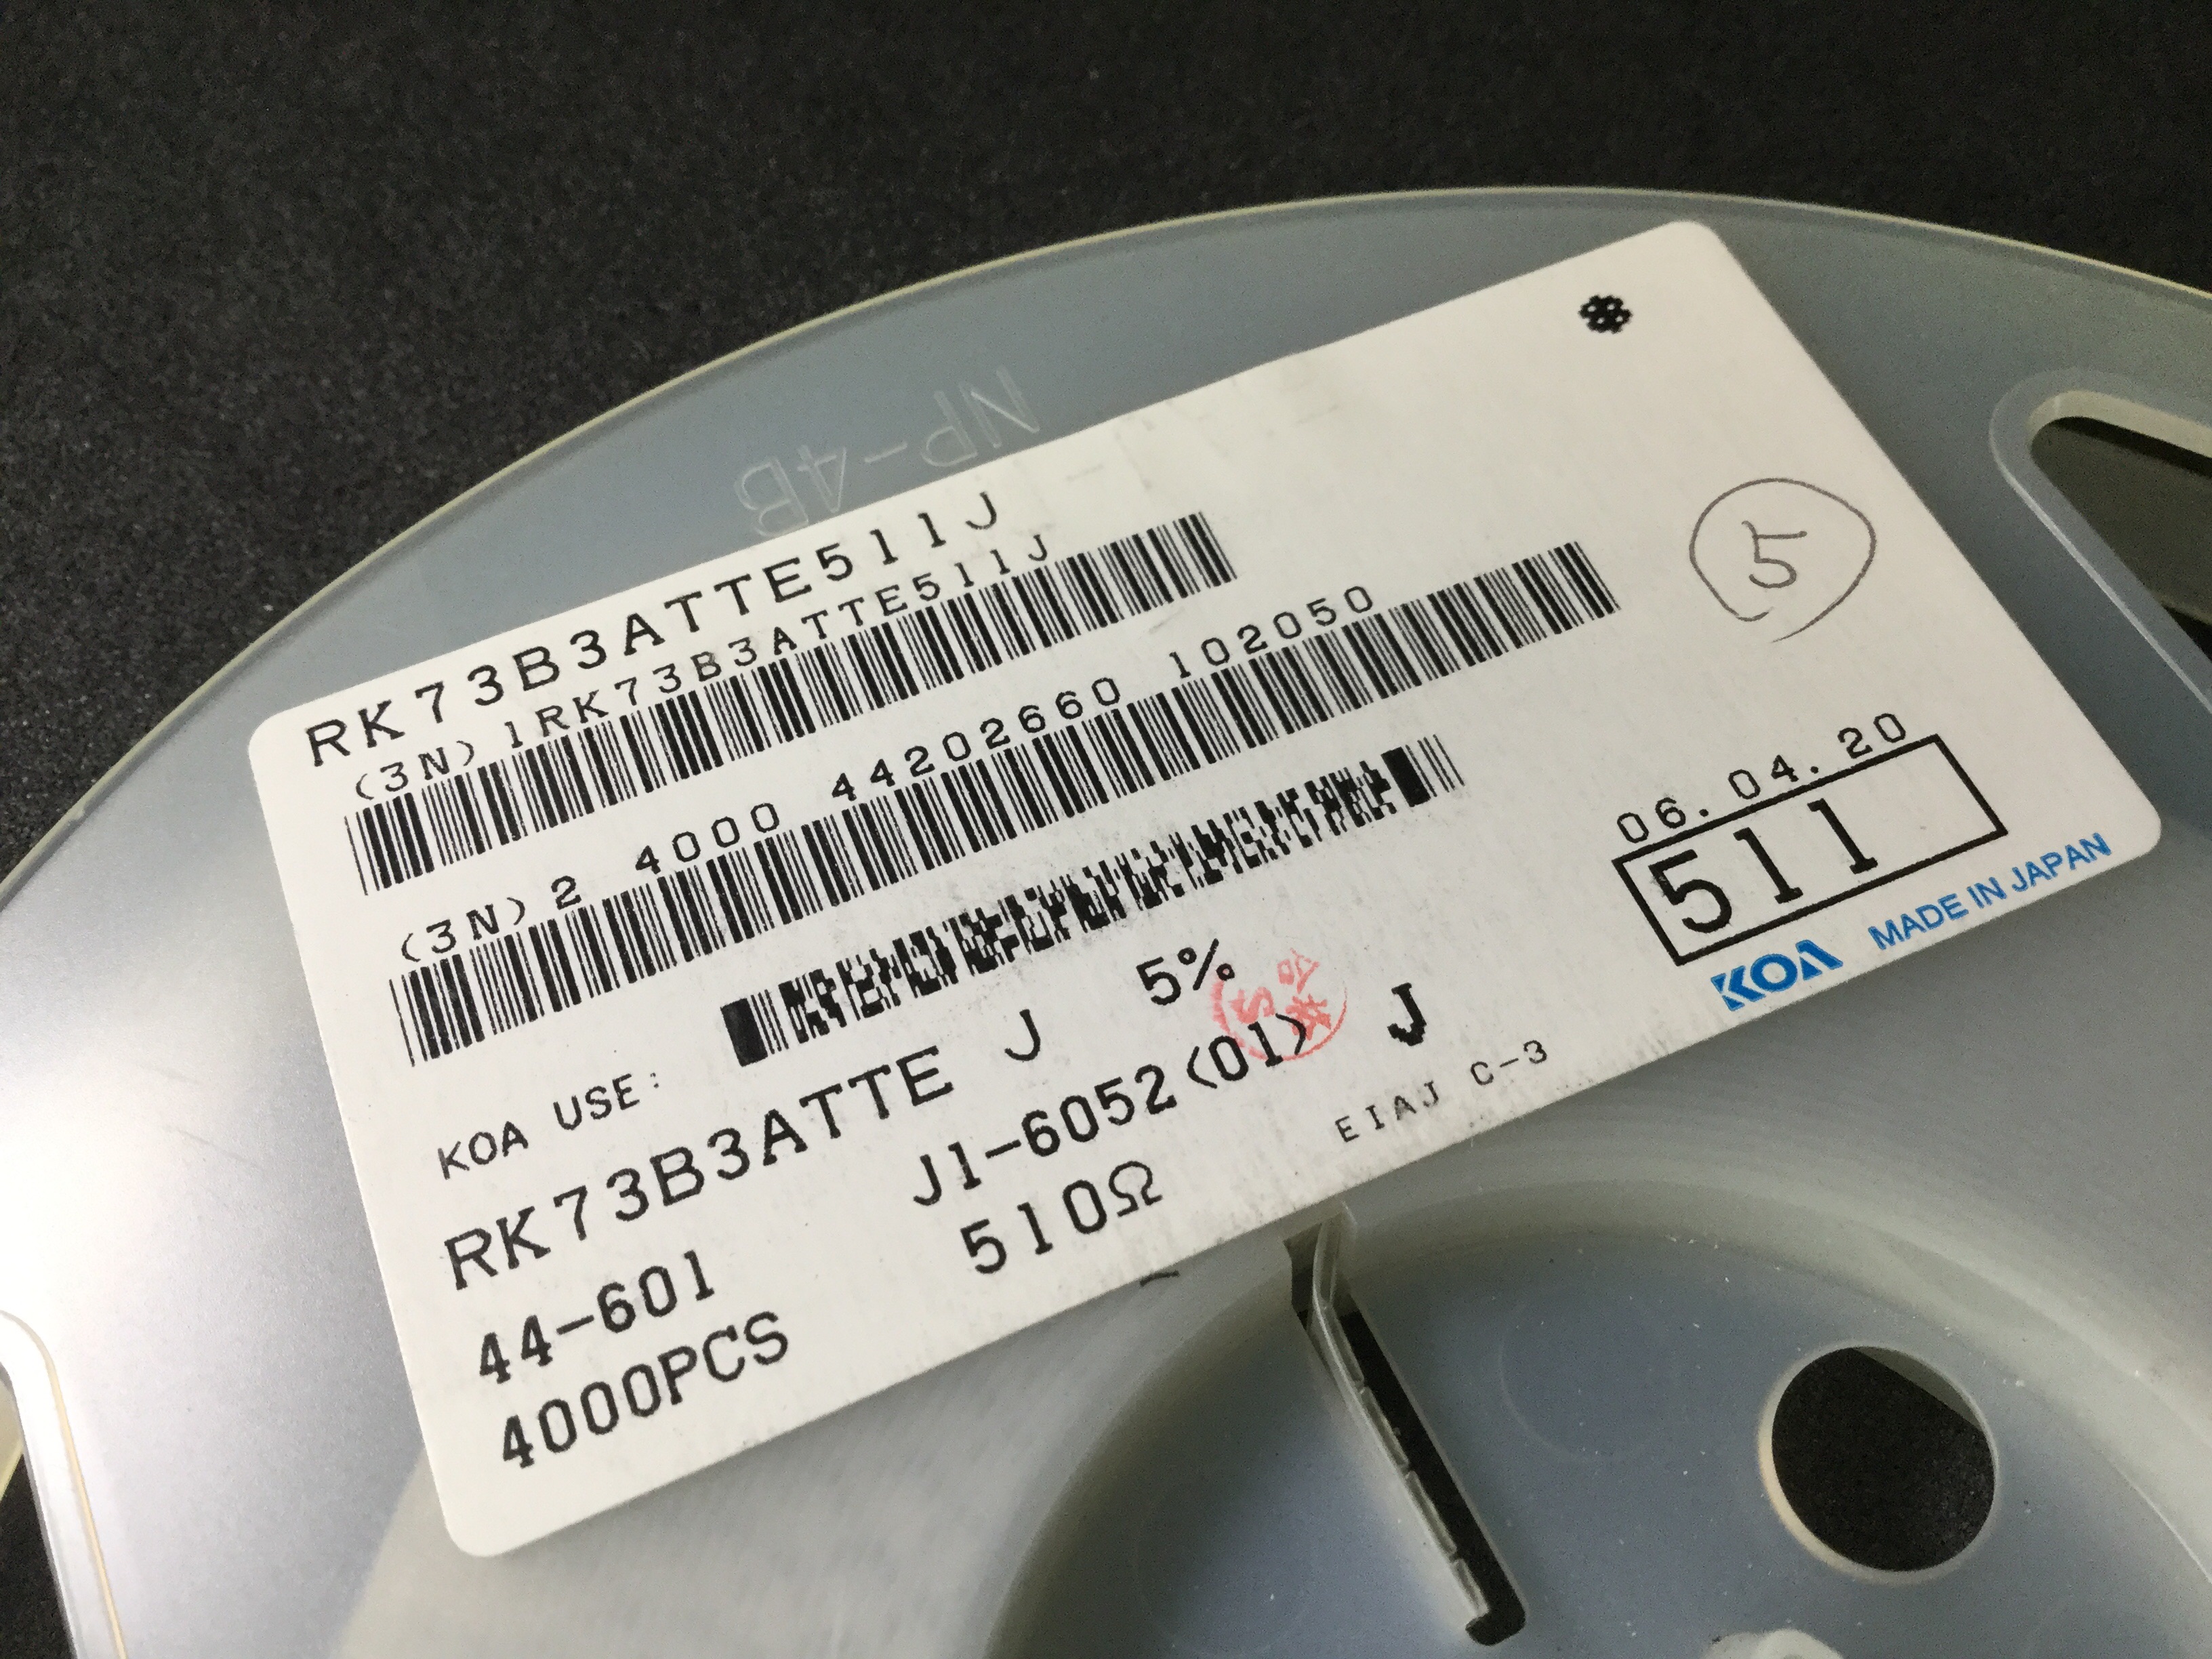 NP-4B
RK73B3ATTE511J
(3N)1RK73B3ATTE511J
(3N)2 4000 44202660 102050
5
06.04.20
511
KOA MADE IN JAPAN
KOA USE:
RK73B3ATTE J 5%
44-601 J1-6052(01) J
4000PCS 510Ω
EIAJ C-3